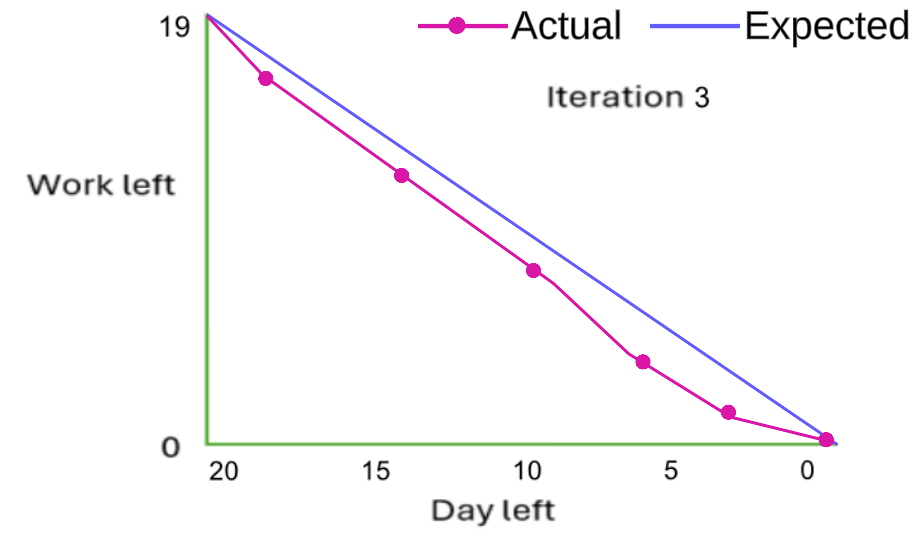 19
Actual
Expected
Iteration 3
Work left
0
20 15 10 5 0
Day left